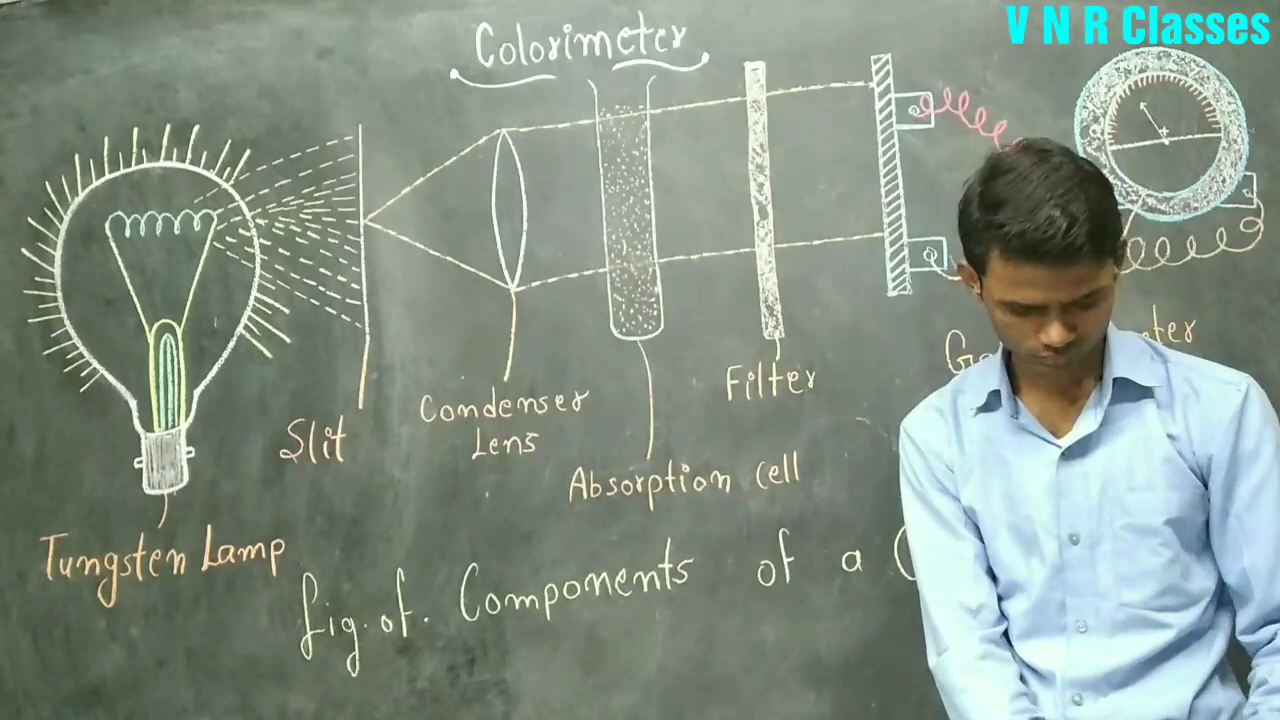 V N R Classes
Colorimeter
Filter
Condenser
Lens
Slit
Absorption Cell
Tungsten Lamp
fig. of. Components of a